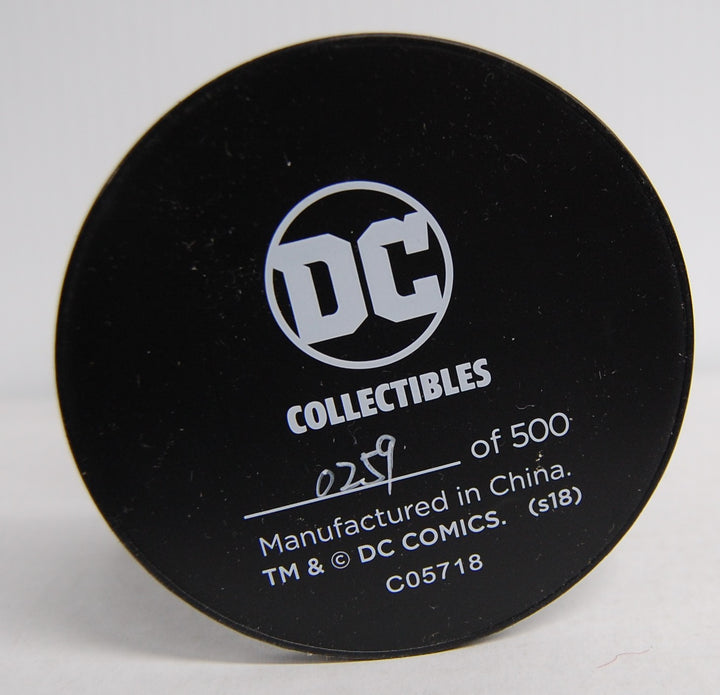 DC
COLLECTIBLES
0259 of 500
Manufactured in China.
TM & © DC COMICS. (s18)
C05718